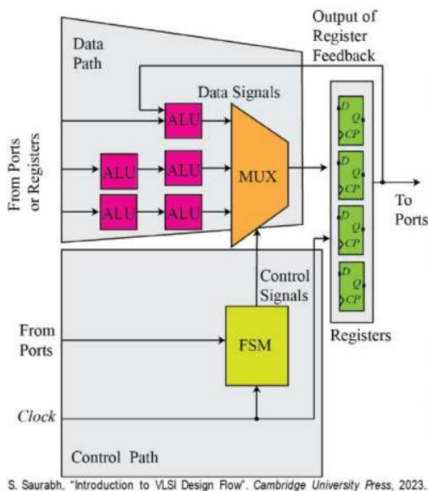 Output of
Register
Feedback
Data
Path
Data Signals
From Ports
or Registers
ALU
ALU
ALU
ALU
ALU
MUX
D
Q
CP
D
Q
CP
D
Q
CP
D
Q
CP
To
Ports
Registers
Control
Signals
From
Ports
FSM
Clock
Control Path
S. Saurabh, "Introduction to VLSI Design Flow". Cambridge University Press, 2023.